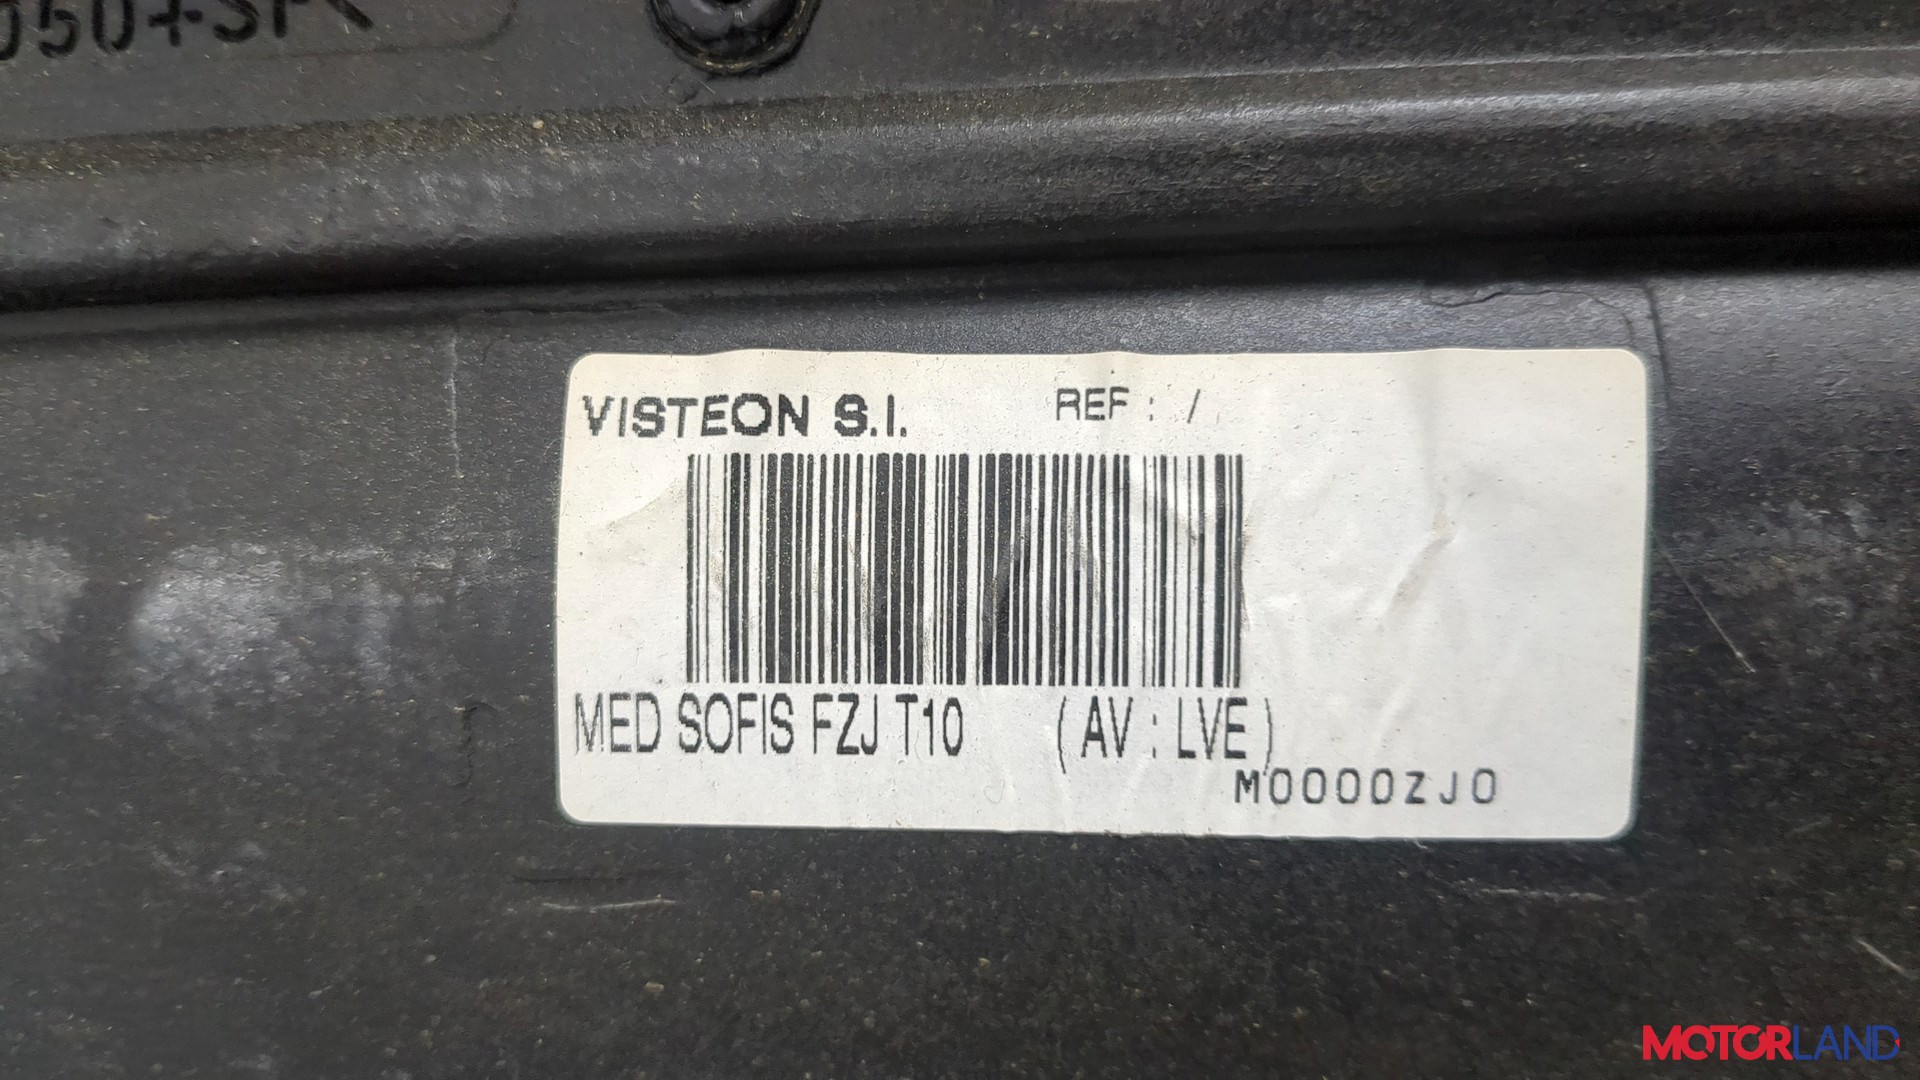 VISTEON S.I. REF : /
MED SOFIS FZJ T10 ( AV : LVE )
M0000ZJ0
MOTORLAND